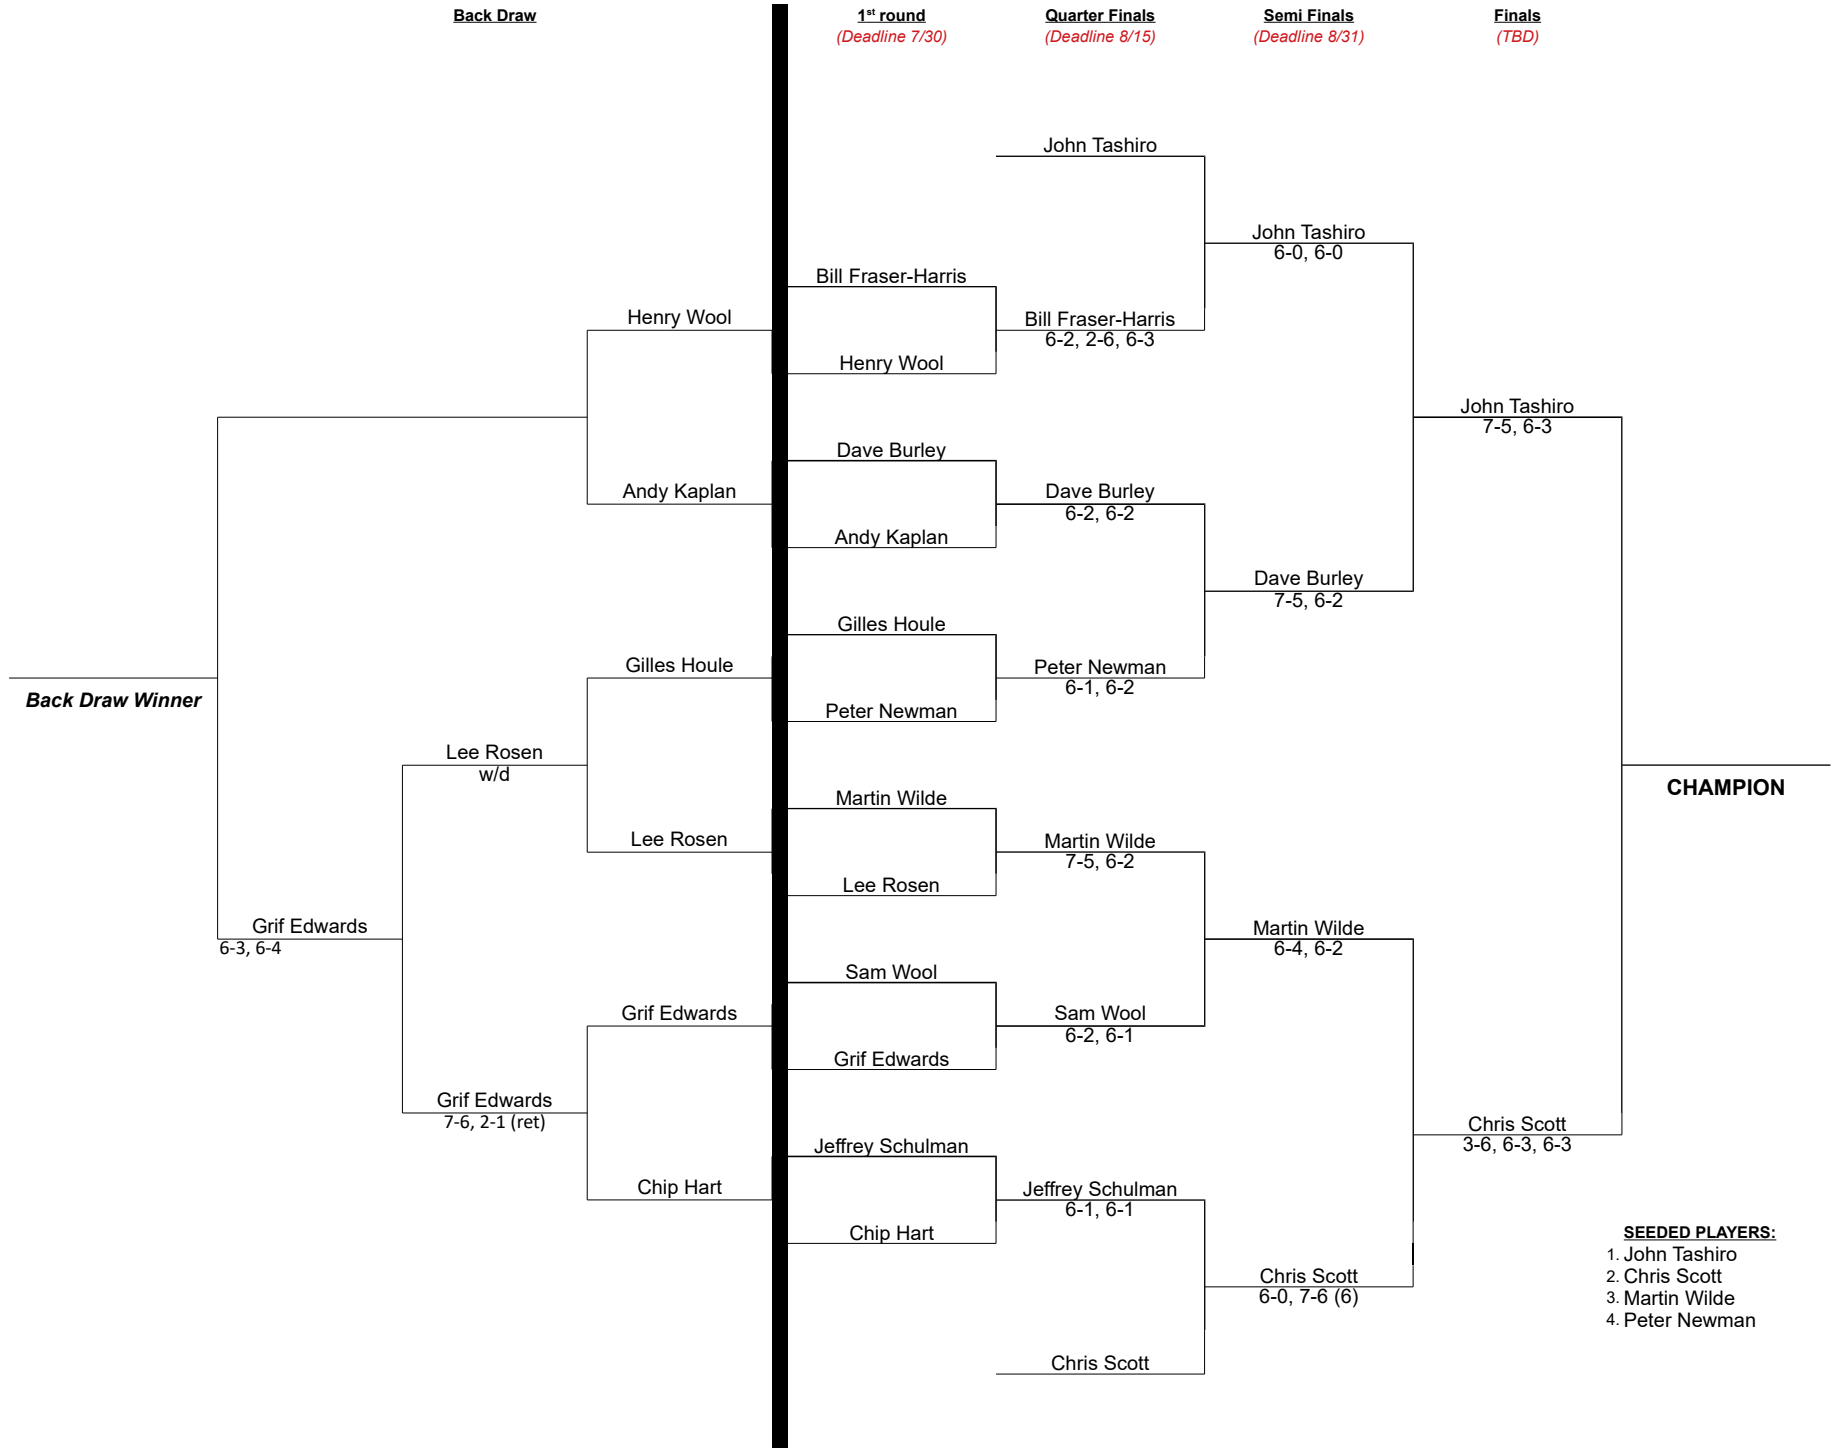 Back Draw
1st round
(Deadline 7/30)
Quarter Finals
(Deadline 8/15)
Semi Finals
(Deadline 8/31)
Finals
(TBD)
Henry Wool
Andy Kaplan
Gilles Houle
Back Draw Winner
Lee Rosen
w/d
Lee Rosen
Grif Edwards
6-3, 6-4
Grif Edwards
Grif Edwards
7-6, 2-1 (ret)
Chip Hart
Bill Fraser-Harris
Henry Wool
Dave Burley
Andy Kaplan
Gilles Houle
Peter Newman
Martin Wilde
Lee Rosen
Sam Wool
Grif Edwards
Jeffrey Schulman
Chip Hart
John Tashiro
Bill Fraser-Harris
6-2, 2-6, 6-3
Dave Burley
6-2, 6-2
Peter Newman
6-1, 6-2
Martin Wilde
7-5, 6-2
Sam Wool
6-2, 6-1
Jeffrey Schulman
6-1, 6-1
Chris Scott
John Tashiro
6-0, 6-0
Dave Burley
7-5, 6-2
Martin Wilde
6-4, 6-2
Chris Scott
6-0, 7-6 (6)
John Tashiro
7-5, 6-3
Chris Scott
3-6, 6-3, 6-3
CHAMPION
SEEDED PLAYERS:
1. John Tashiro
2. Chris Scott
3. Martin Wilde
4. Peter Newman